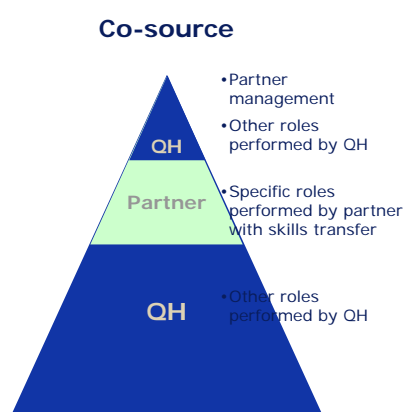 Co-source
•Partner
management
•Other roles
performed by QH
QH
•Specific roles
performed by partner
with skills transfer
Partner
•Other roles
performed by QH
QH